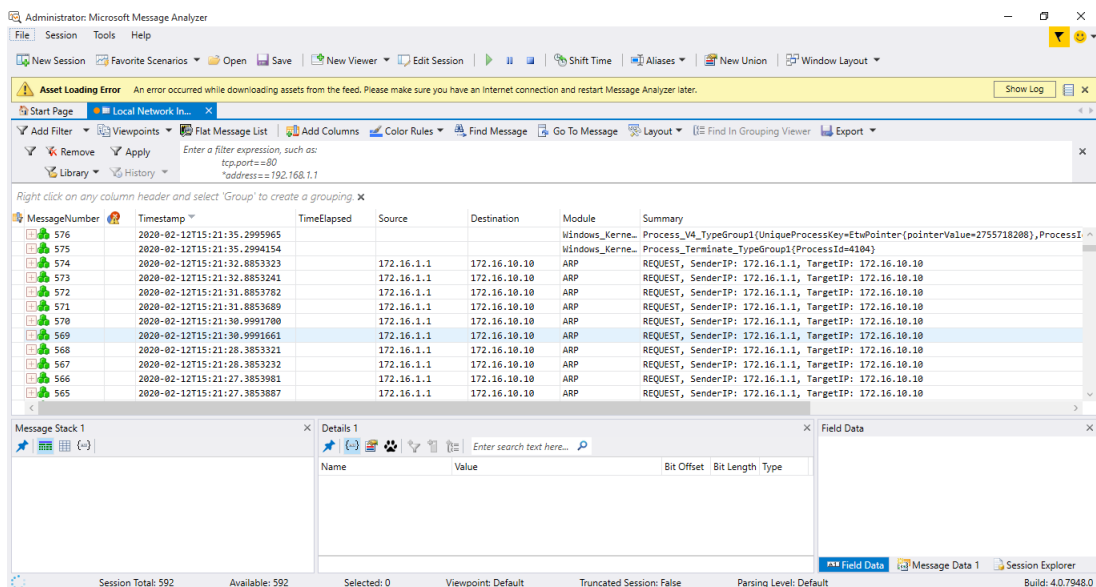 Administrator: Microsoft Message Analyzer
File Session Tools Help
New Session Favorite Scenarios Open Save New Viewer Edit Session Shift Time Aliases New Union Window Layout
Asset Loading Error An error occurred while downloading assets from the feed. Please make sure you have an Internet connection and restart Message Analyzer later. Show Log
Start Page Local Network In...
Add Filter Viewpoints Flat Message List Add Columns Color Rules Find Message Go To Message Layout Find In Grouping Viewer Export
Remove Apply Enter a filter expression, such as:
tcp.port==80
Library History *address==192.168.1.1
Right click on any column header and select 'Group' to create a grouping.
MessageNumber Timestamp TimeElapsed Source Destination Module Summary
576 2020-02-12T15:21:35.2995965 Windows_Kerne... Process_V4_TypeGroup1{UniqueProcessKey=EtwPointer{pointerValue=2755718208},ProcessI
575 2020-02-12T15:21:35.2994154 Windows_Kerne... Process_Terminate_TypeGroup1{ProcessId=4104}
574 2020-02-12T15:21:32.8853323 172.16.1.1 172.16.10.10 ARP REQUEST, SenderIP: 172.16.1.1, TargetIP: 172.16.10.10
573 2020-02-12T15:21:32.8853241 172.16.1.1 172.16.10.10 ARP REQUEST, SenderIP: 172.16.1.1, TargetIP: 172.16.10.10
572 2020-02-12T15:21:31.8853782 172.16.1.1 172.16.10.10 ARP REQUEST, SenderIP: 172.16.1.1, TargetIP: 172.16.10.10
571 2020-02-12T15:21:31.8853689 172.16.1.1 172.16.10.10 ARP REQUEST, SenderIP: 172.16.1.1, TargetIP: 172.16.10.10
570 2020-02-12T15:21:30.9991700 172.16.1.1 172.16.10.10 ARP REQUEST, SenderIP: 172.16.1.1, TargetIP: 172.16.10.10
569 2020-02-12T15:21:30.9991661 172.16.1.1 172.16.10.10 ARP REQUEST, SenderIP: 172.16.1.1, TargetIP: 172.16.10.10
568 2020-02-12T15:21:28.3853321 172.16.1.1 172.16.10.10 ARP REQUEST, SenderIP: 172.16.1.1, TargetIP: 172.16.10.10
567 2020-02-12T15:21:28.3853232 172.16.1.1 172.16.10.10 ARP REQUEST, SenderIP: 172.16.1.1, TargetIP: 172.16.10.10
566 2020-02-12T15:21:27.3853981 172.16.1.1 172.16.10.10 ARP REQUEST, SenderIP: 172.16.1.1, TargetIP: 172.16.10.10
565 2020-02-12T15:21:27.3853887 172.16.1.1 172.16.10.10 ARP REQUEST, SenderIP: 172.16.1.1, TargetIP: 172.16.10.10
Message Stack 1 Details 1 Field Data
Enter search text here...
Name Value Bit Offset Bit Length Type
Field Data Message Data 1 Session Explorer
Session Total: 592 Available: 592 Selected: 0 Viewpoint: Default Truncated Session: False Parsing Level: Default Build: 4.0.7948.0